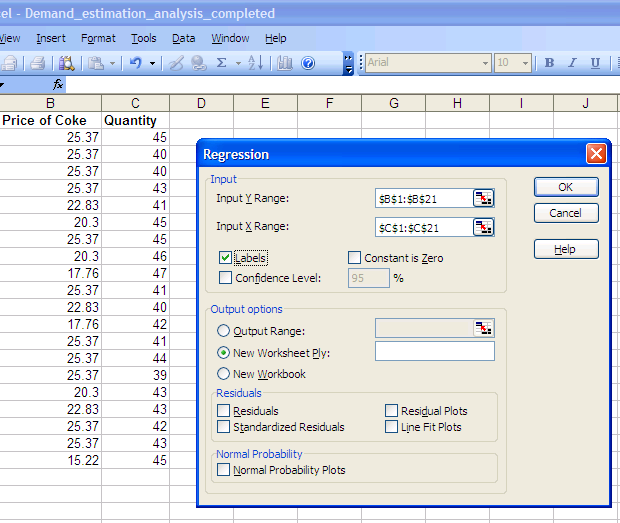 cel - Demand_estimation_analysis_completed
View Insert Format Tools Data Window Help
Σ A Z Arial 10 B I U
fx
B C D E F G H I J
Price of Coke Quantity
25.37 45
25.37 40
25.37 40
25.37 43
22.83 41
20.3 45
25.37 45
20.3 46
17.76 47
25.37 41
22.83 40
17.76 42
25.37 41
25.37 44
25.37 39
20.3 43
22.83 43
25.37 42
25.37 43
15.22 45
Regression
Input
Input Y Range: $B$1:$B$21
Input X Range: $C$1:$C$21
Labels Constant is Zero
Confidence Level: 95 %
OK
Cancel
Help
Output options
Output Range:
New Worksheet Ply:
New Workbook
Residuals
Residuals Residual Plots
Standardized Residuals Line Fit Plots
Normal Probability
Normal Probability Plots